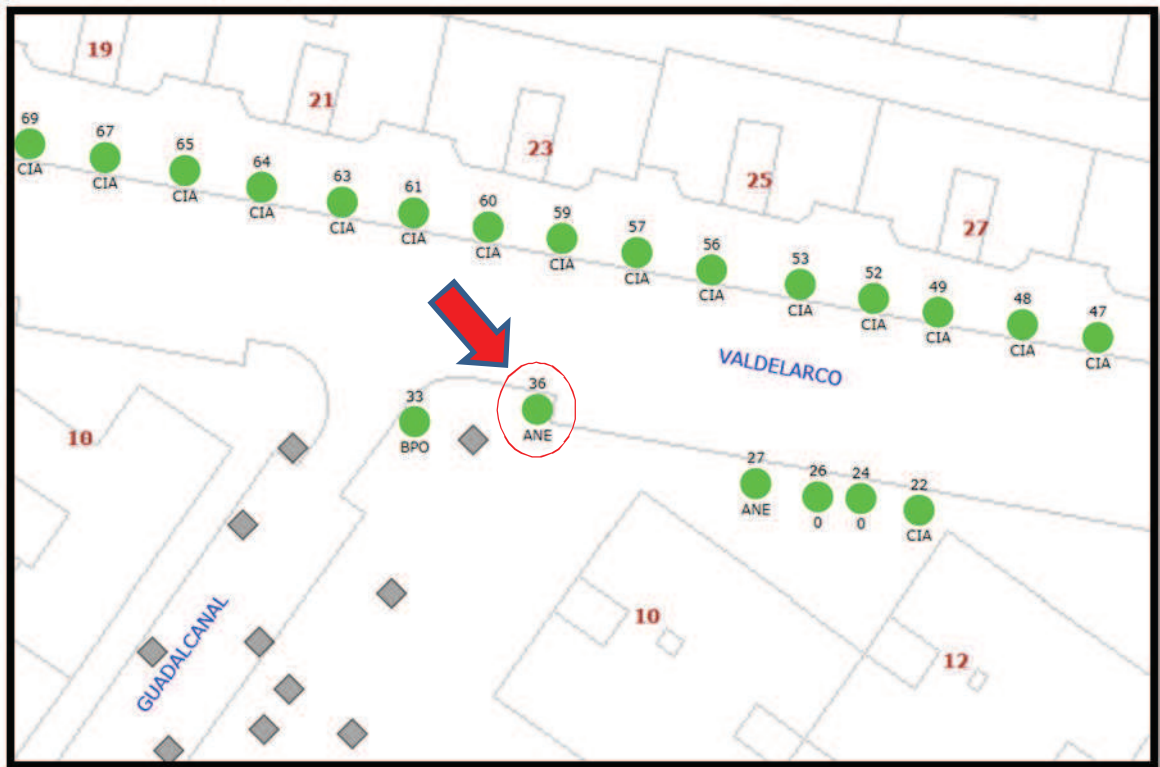 19
21
23
25
27
69
CIA
67
CIA
65
CIA
64
CIA
63
CIA
61
CIA
60
CIA
59
CIA
57
CIA
56
CIA
53
CIA
52
CIA
49
CIA
48
CIA
47
CIA
VALDELARCO
36
ANE
33
BPO
10
27
ANE
26
0
24
0
22
CIA
10
12
GUADALCANAL